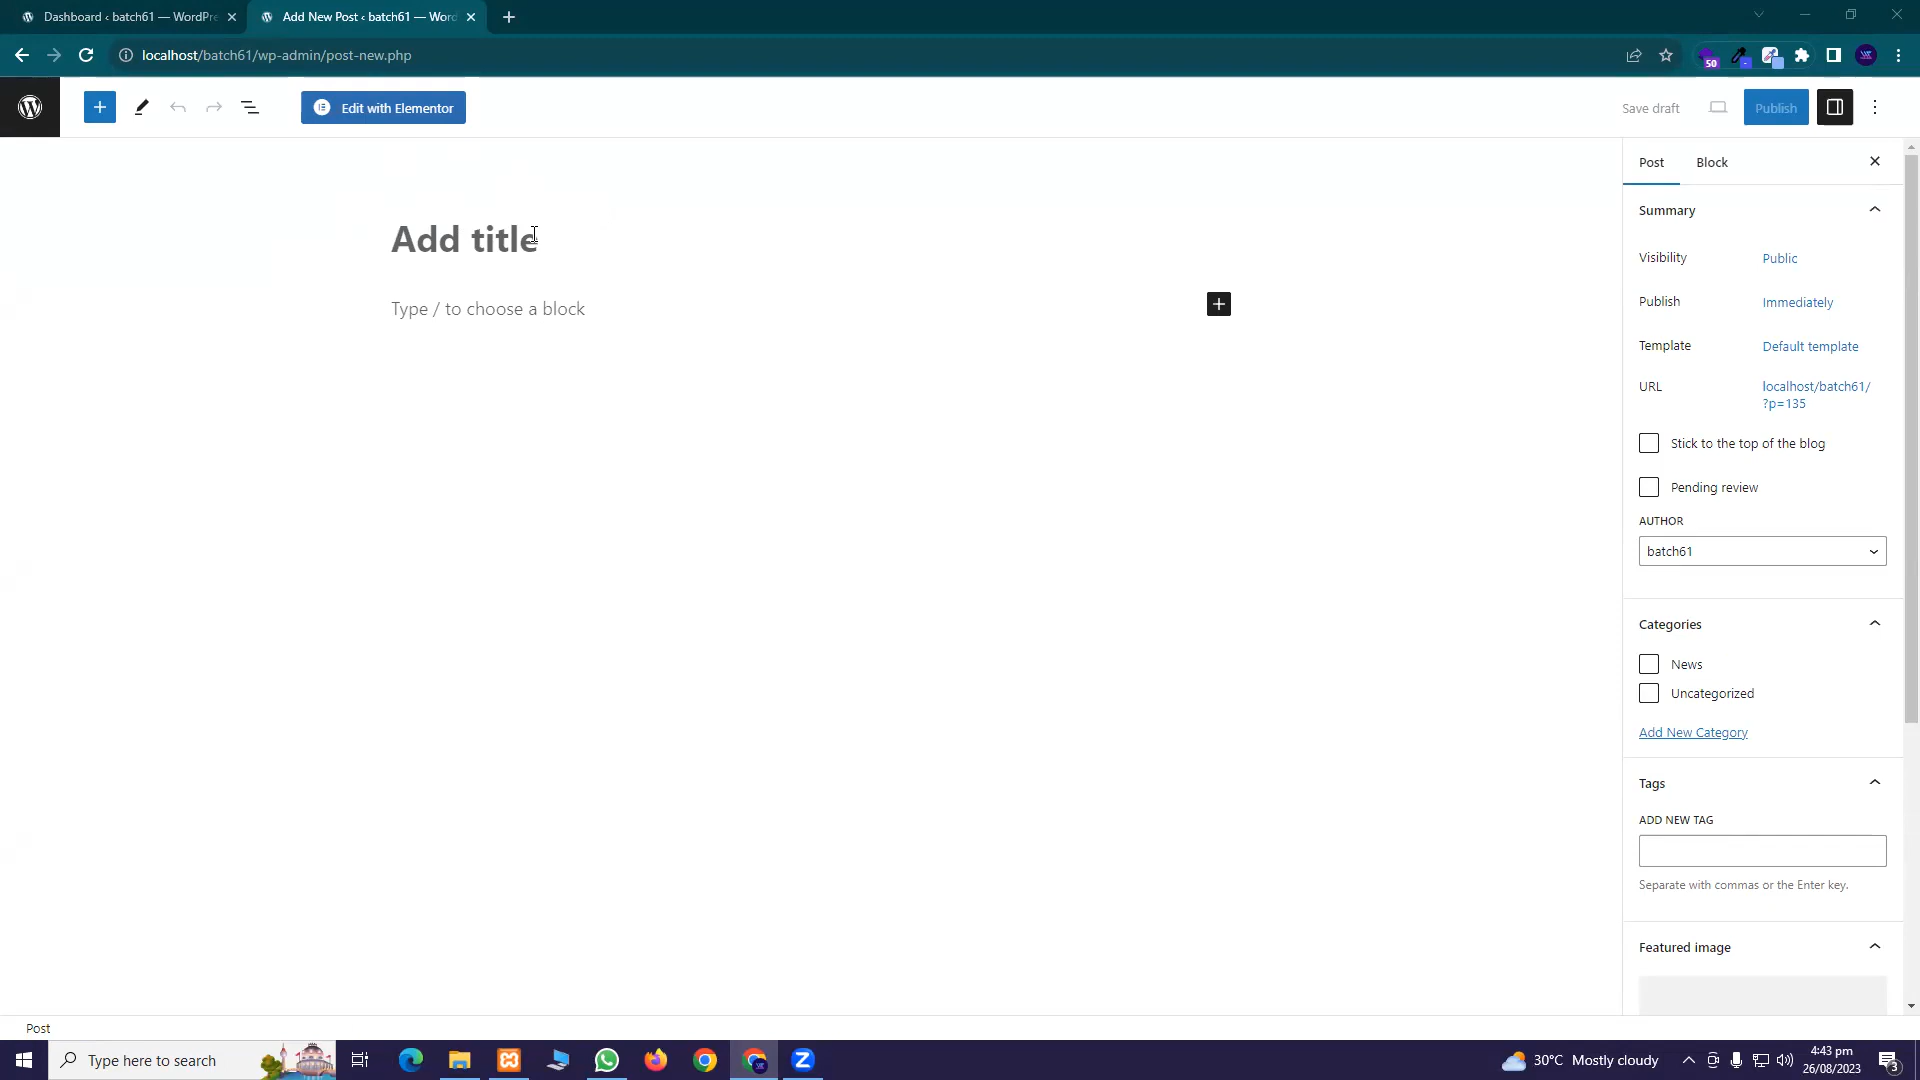 Dashboard ‹ batch61 — WordPre
Add New Post ‹ batch61 — Word
localhost/batch61/wp-admin/post-new.php
50
Edit with Elementor
Save draft
Publish
Post
Block
Add title
Type / to choose a block
Summary
Visibility
Public
Publish
Immediately
Template
Default template
URL
localhost/batch61/
?p=135
Stick to the top of the blog
Pending review
AUTHOR
batch61
Categories
News
Uncategorized
Add New Category
Tags
ADD NEW TAG
Separate with commas or the Enter key.
Featured image
Post
Type here to search
30°C Mostly cloudy
4:43 pm
26/08/2023
3